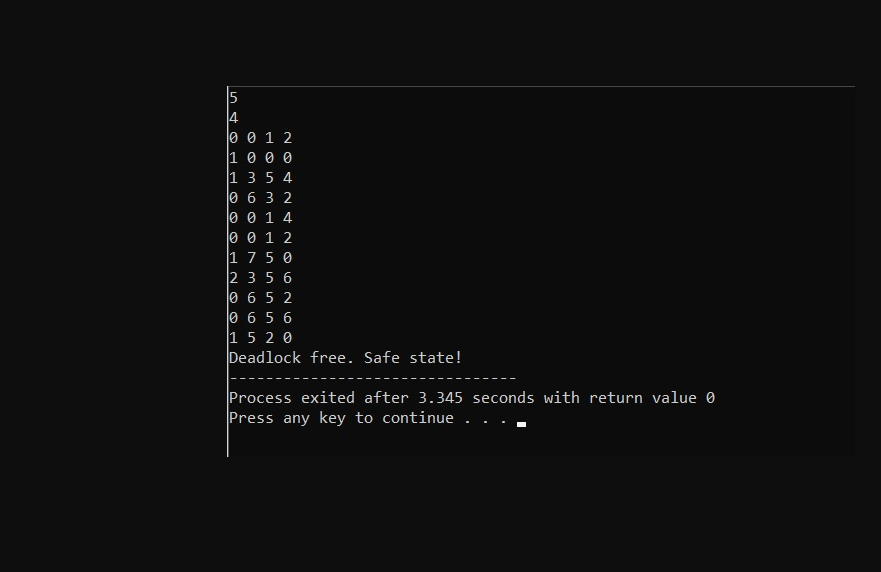 5
4
0 0 1 2
1 0 0 0
1 3 5 4
0 6 3 2
0 0 1 4
0 0 1 2
1 7 5 0
2 3 5 6
0 6 5 2
0 6 5 6
1 5 2 0
Deadlock free. Safe state!
--------------------------------
Process exited after 3.345 seconds with return value 0
Press any key to continue . . .